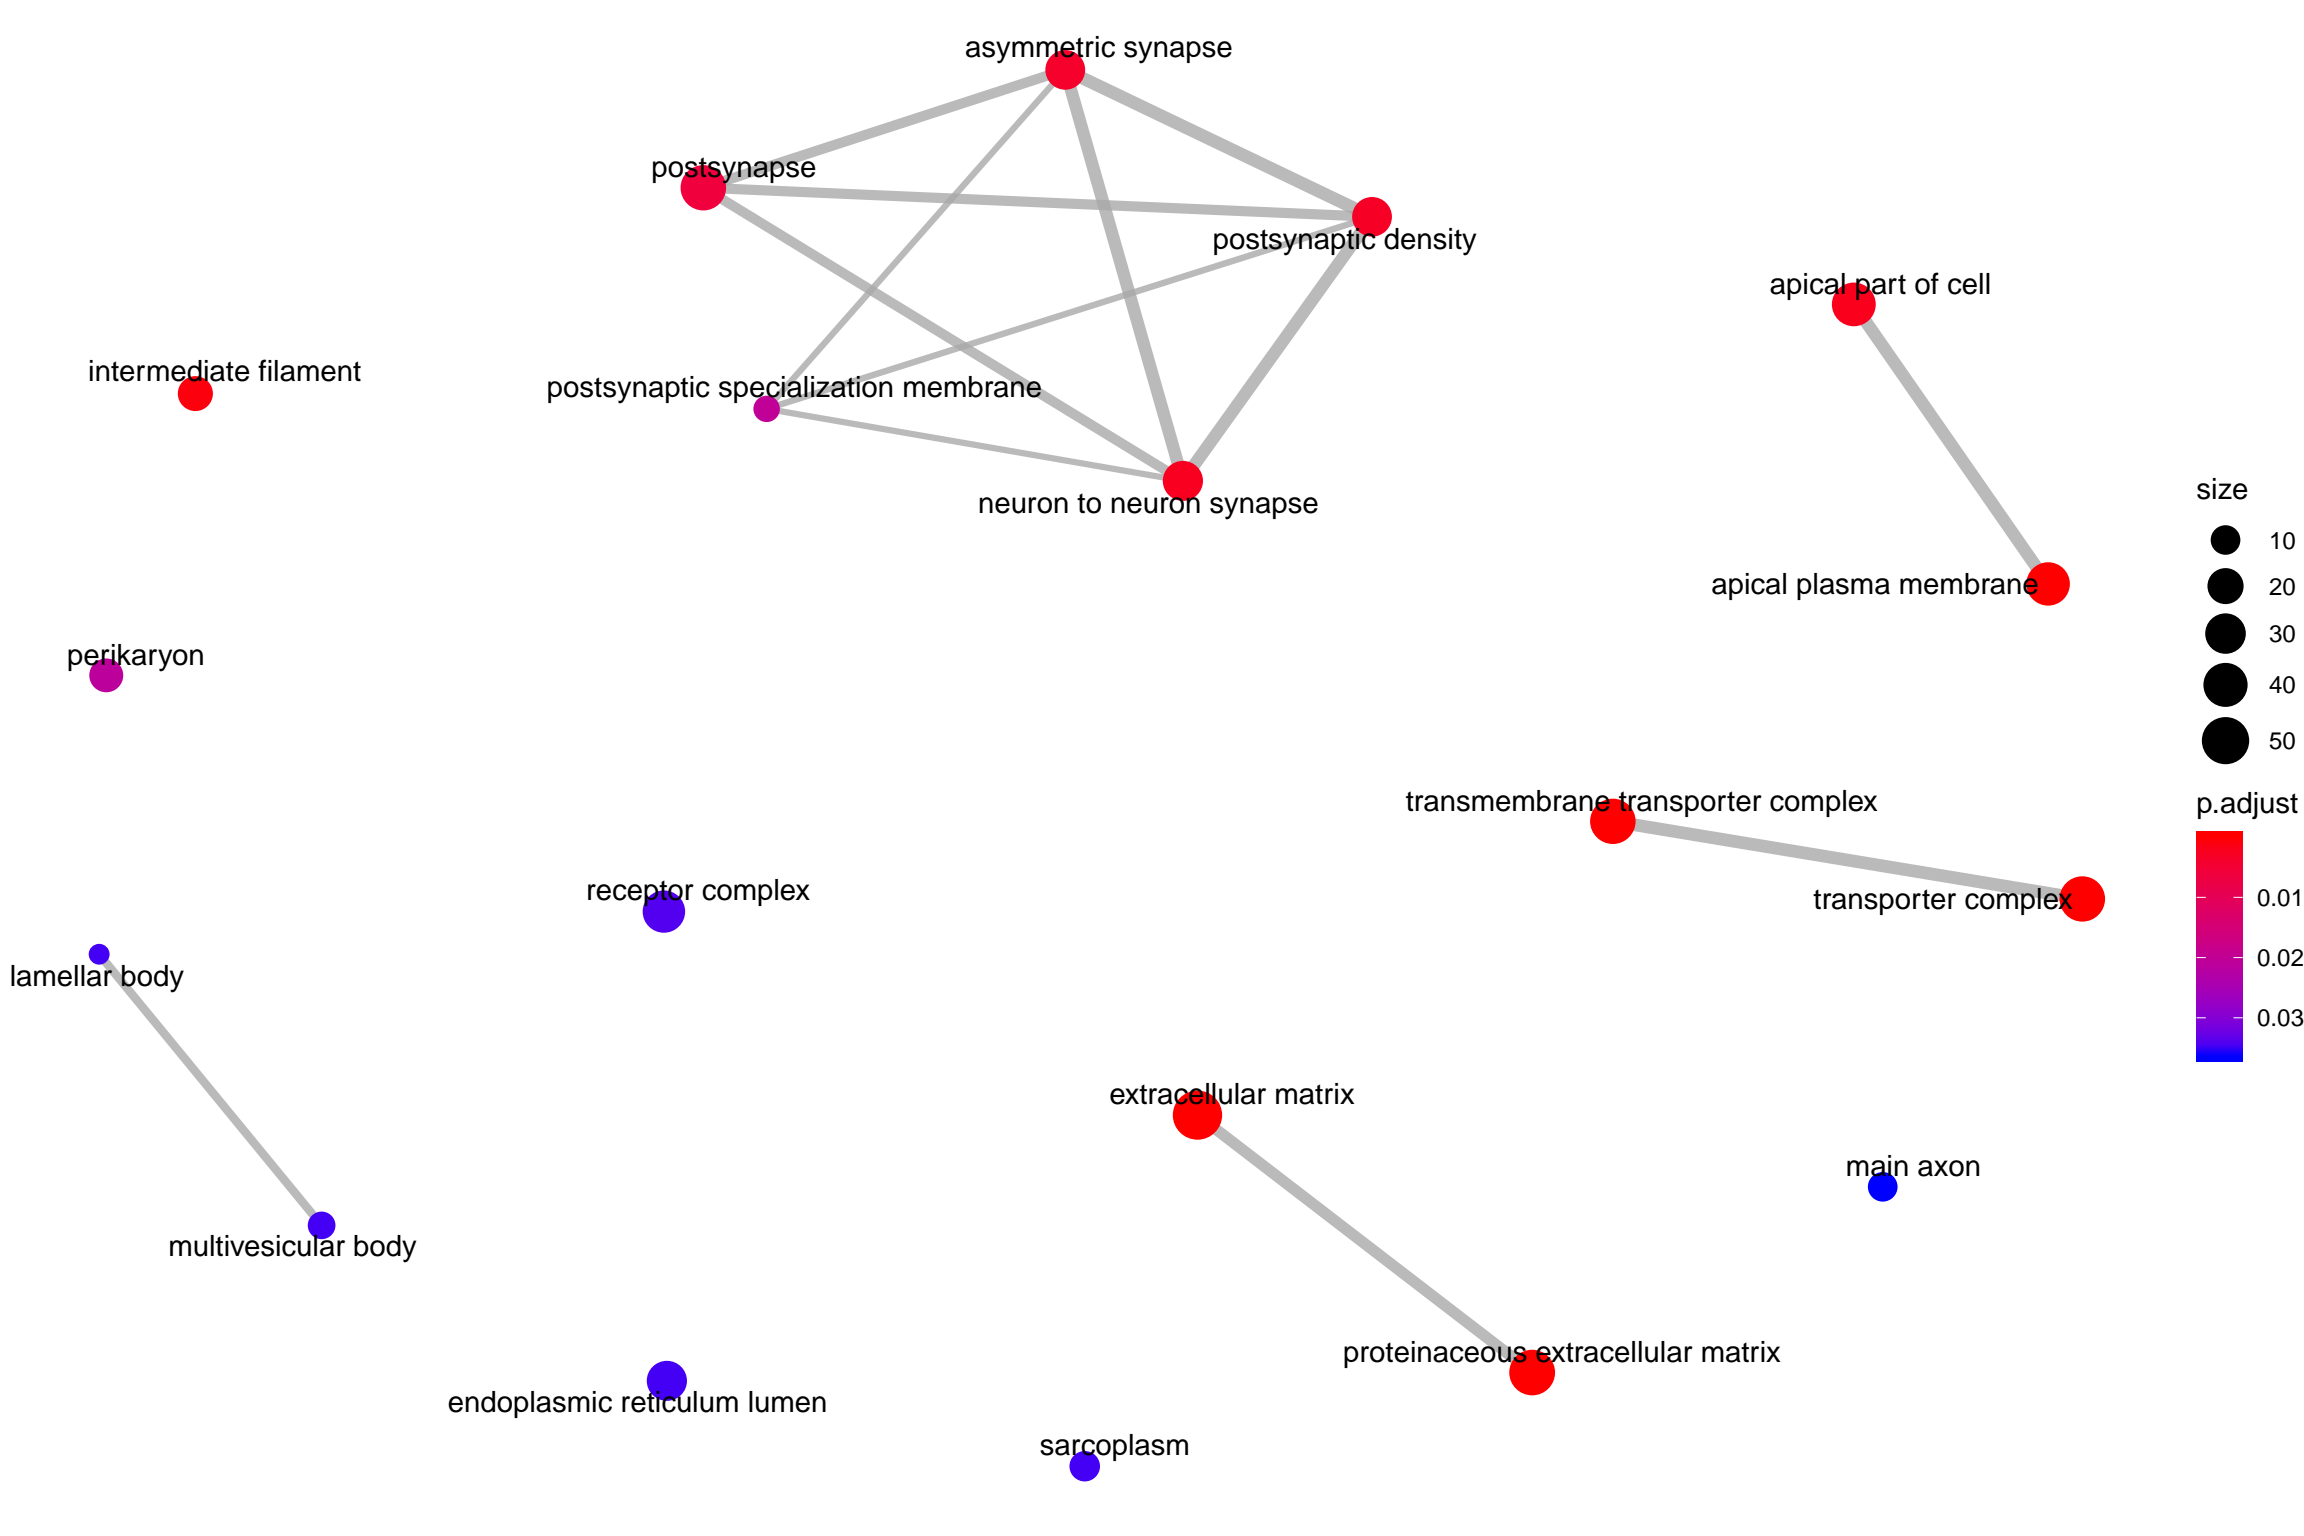 asymmetric synapse
postsynapse
postsynaptic density
apical part of cell
intermediate filament
postsynaptic specialization membrane
neuron to neuron synapse
apical plasma membrane
perikaryon
transmembrane transporter complex
receptor complex
transporter complex
lamellar body
extracellular matrix
main axon
multivesicular body
proteinaceous extracellular matrix
endoplasmic reticulum lumen
sarcoplasm
size
10
20
30
40
50
p.adjust
0.01
0.02
0.03